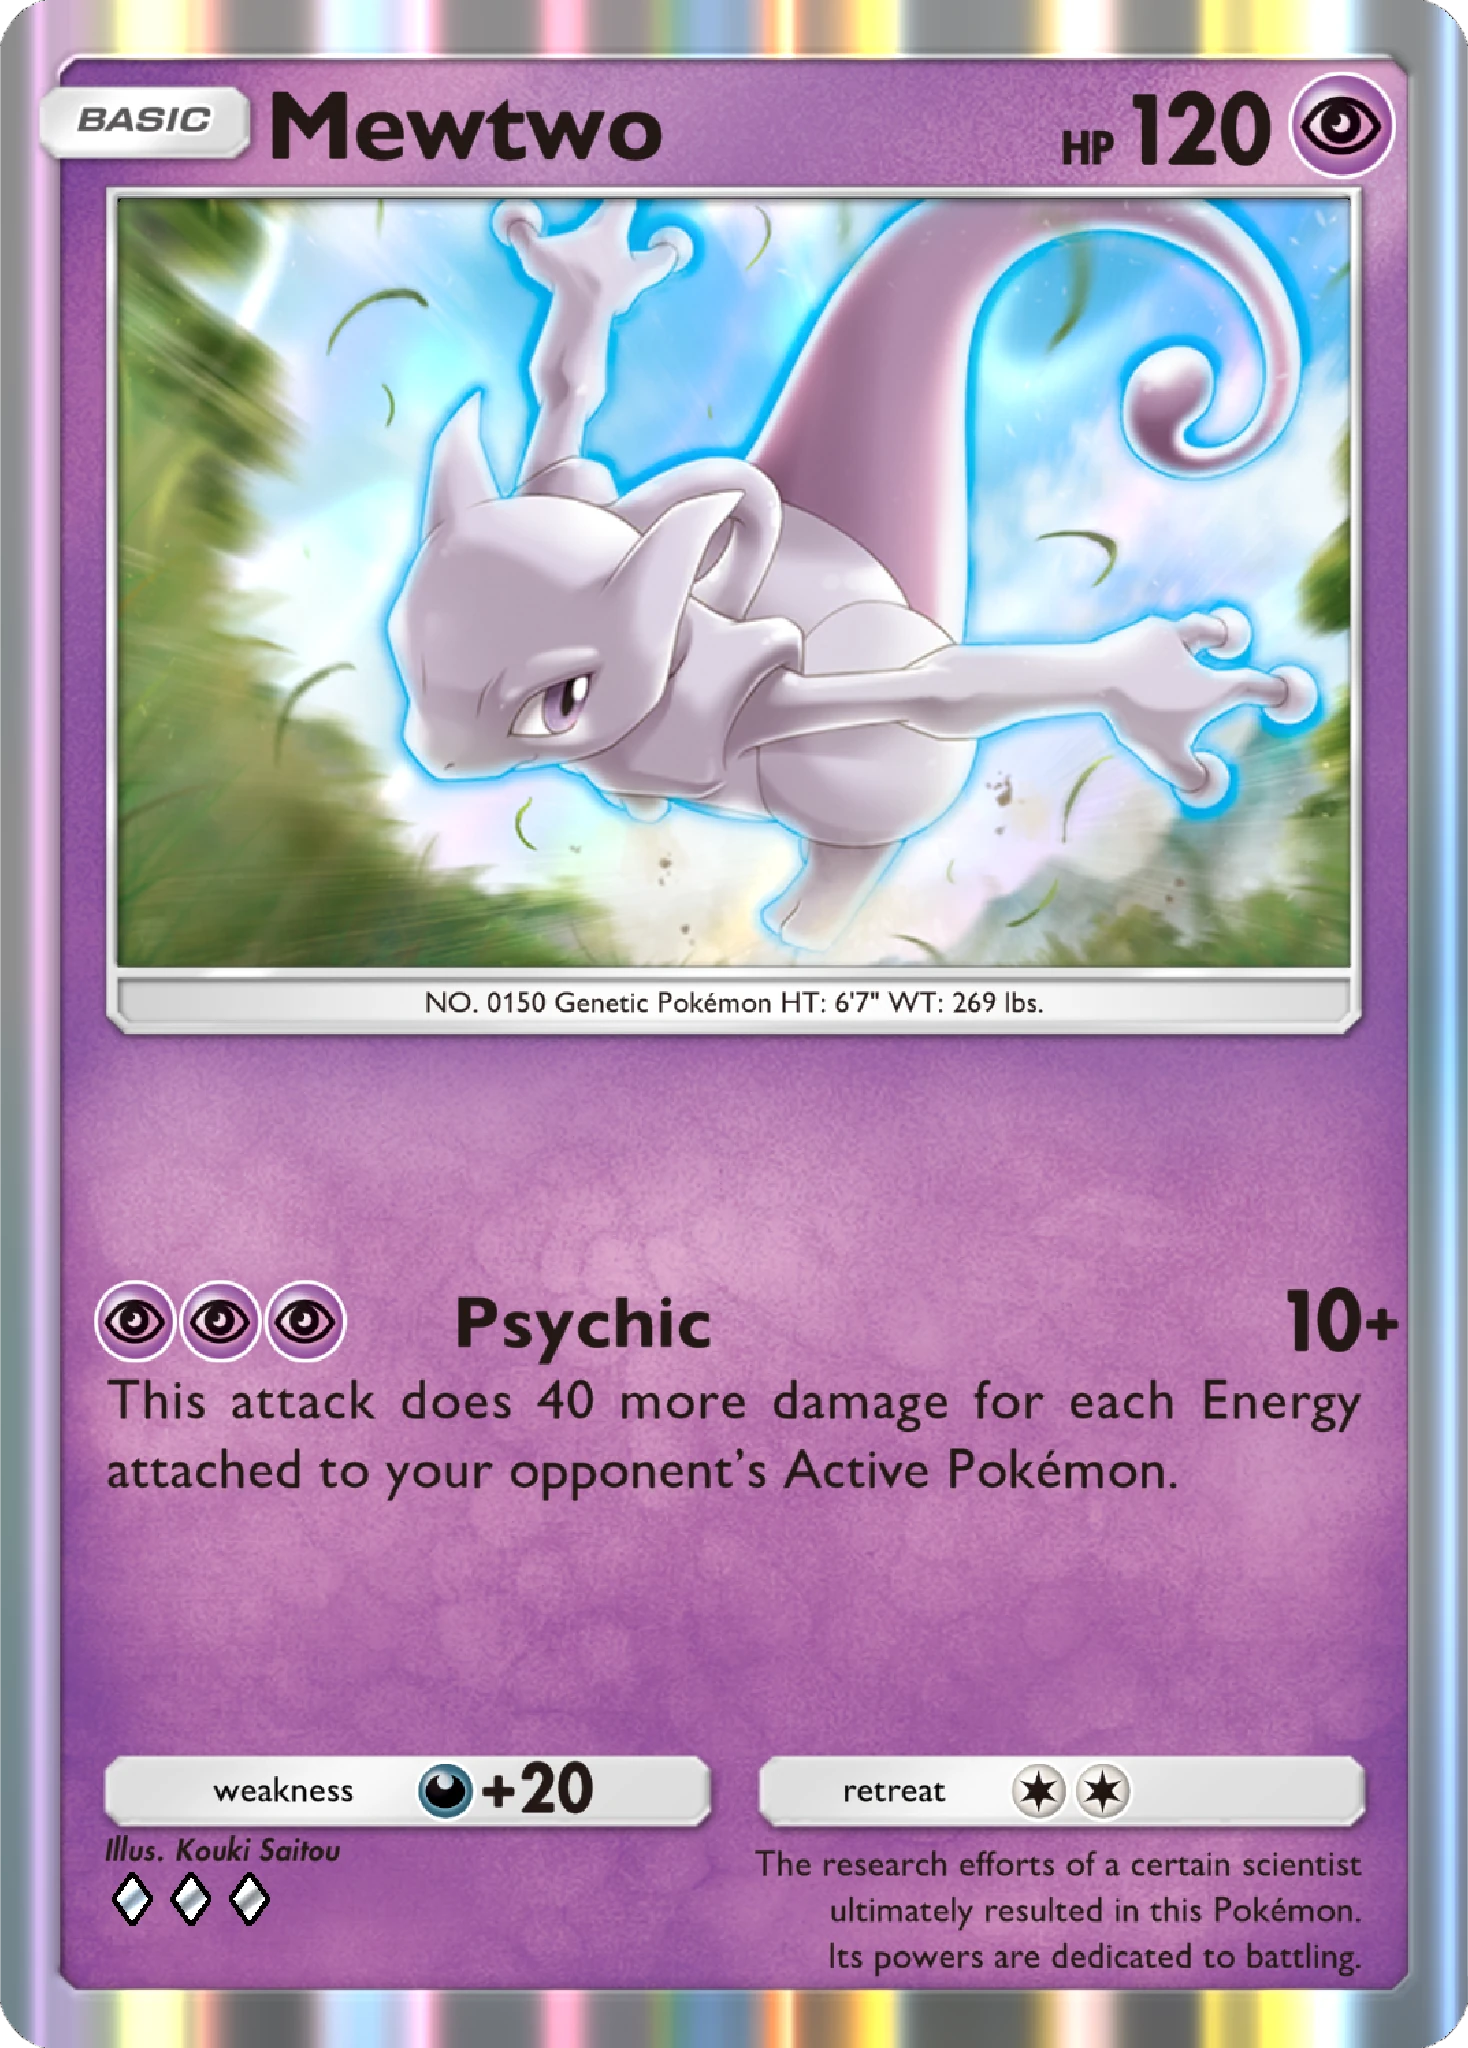 BASIC Mewtwo HP 120
NO. 0150 Genetic Pokémon HT: 6'7" WT: 269 lbs.
Psychic 10+
This attack does 40 more damage for each Energy
attached to your opponent’s Active Pokémon.
weakness +20 retreat
Illus. Kouki Saitou
The research efforts of a certain scientist
ultimately resulted in this Pokémon.
Its powers are dedicated to battling.